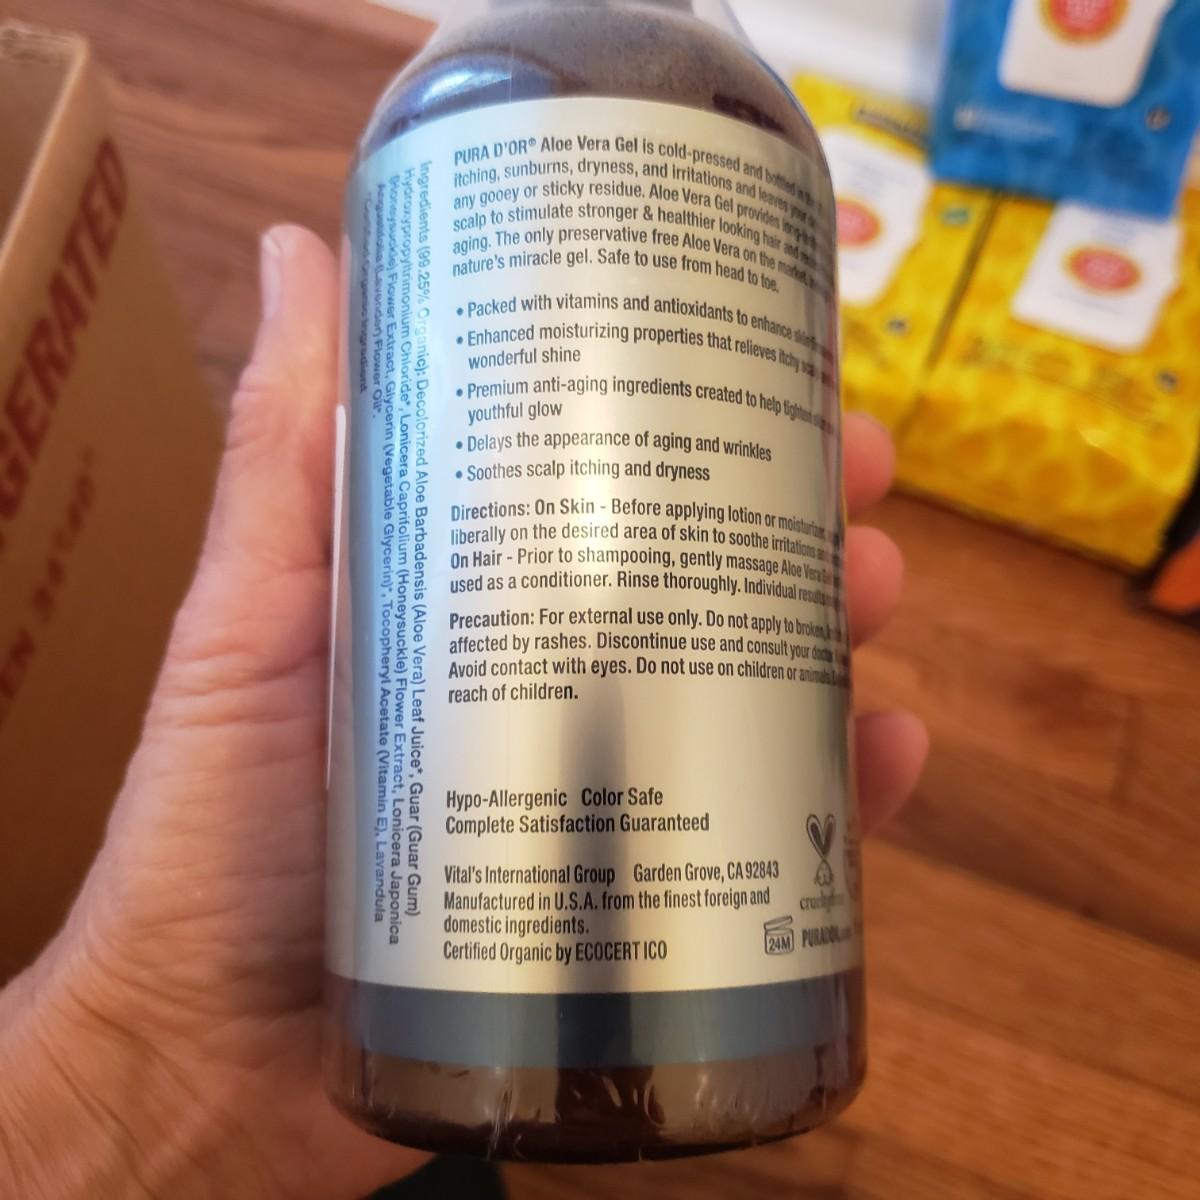 PURA D'OR® Aloe Vera Gel is cold-pressed and bottled in the
itching, sunburns, dryness, and irritations and leaves your
any gooey or sticky residue. Aloe Vera Gel provides
scalp to stimulate stronger & healthier looking hair and
aging. The only preservative free Aloe Vera on the market,
nature's miracle gel. Safe to use from head to toe.
• Packed with vitamins and antioxidants to enhance
• Enhanced moisturizing properties that relieves itchy
wonderful shine
• Premium anti-aging ingredients created to help tighten
youthful glow
• Delays the appearance of aging and wrinkles
• Soothes scalp itching and dryness
Directions: On Skin - Before applying lotion or moisturizer,
liberally on the desired area of skin to soothe irritations
On Hair - Prior to shampooing, gently massage Aloe Vera
used as a conditioner. Rinse thoroughly. Individual results
Precaution: For external use only. Do not apply to broken,
affected by rashes. Discontinue use and consult your
Avoid contact with eyes. Do not use on children or animals.
reach of children.
Hypo-Allergenic Color Safe
Complete Satisfaction Guaranteed
Vital's International Group Garden Grove, CA 92843
Manufactured in U.S.A. from the finest foreign and
domestic ingredients.
Certified Organic by ECOCERT ICO
24M
Ingredients (99.25% Organic): Decolorized Aloe Barbadensis (Aloe Vera) Leaf Juice*, Guar (Guar Gum)
Hydroxypropyltrimonium Chloride*, Lonicera Caprifolium (Honeysuckle) Flower Extract, Lonicera Japonica
(Honeysuckle) Flower Extract, Glycerin (Vegetable Glycerin)*, Tocopheryl Acetate (Vitamin E), Lavandula
Angustifolia (Lavender) Flower Oil*.
*Certified Organic Ingredient
GERATED